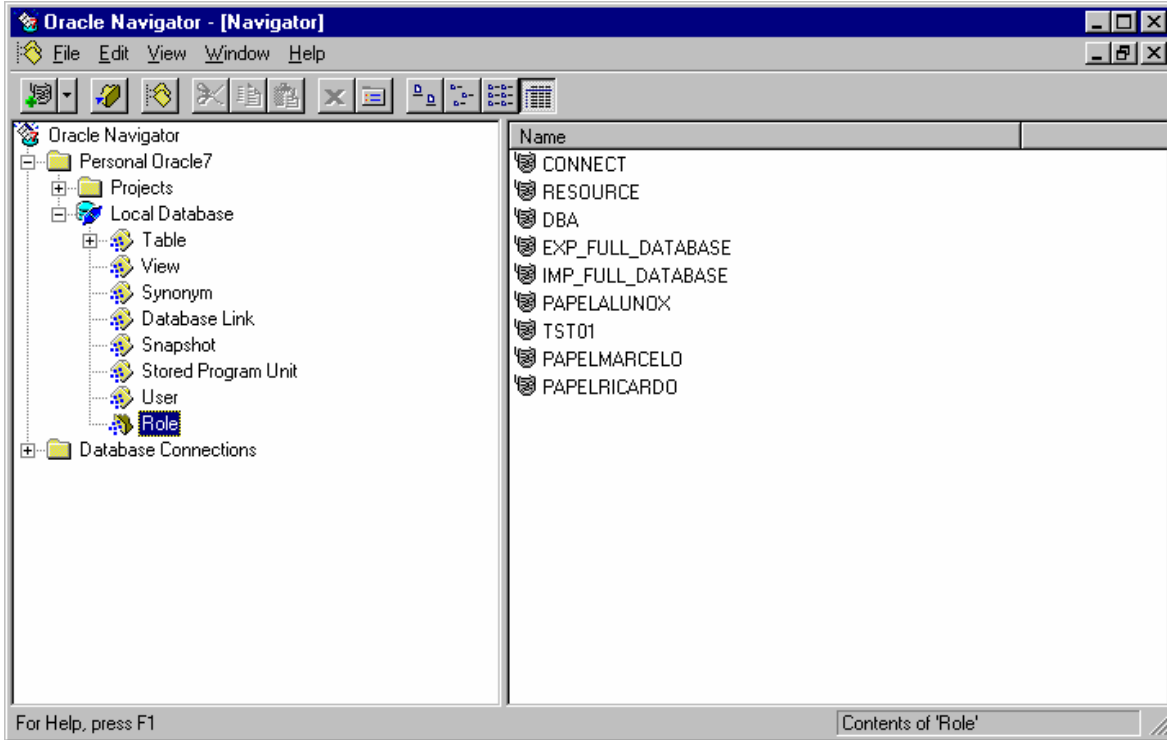 Oracle Navigator - [Navigator]
File Edit View Window Help
Oracle Navigator
Personal Oracle7
Projects
Local Database
Table
View
Synonym
Database Link
Snapshot
Stored Program Unit
User
Role
Database Connections
Name
CONNECT
RESOURCE
DBA
EXP_FULL_DATABASE
IMP_FULL_DATABASE
PAPELALUNOX
TST01
PAPELMARCELO
PAPELRICARDO
For Help, press F1
Contents of 'Role'